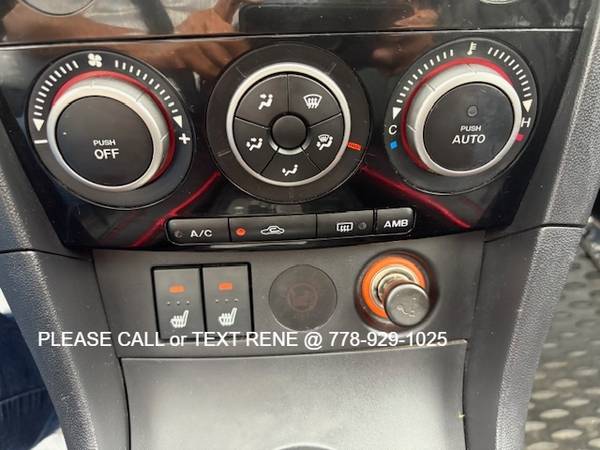 PUSH
OFF
PUSH
AUTO
C
H
A/C
AMB
PLEASE CALL or TEXT RENE @ 778-929-1025